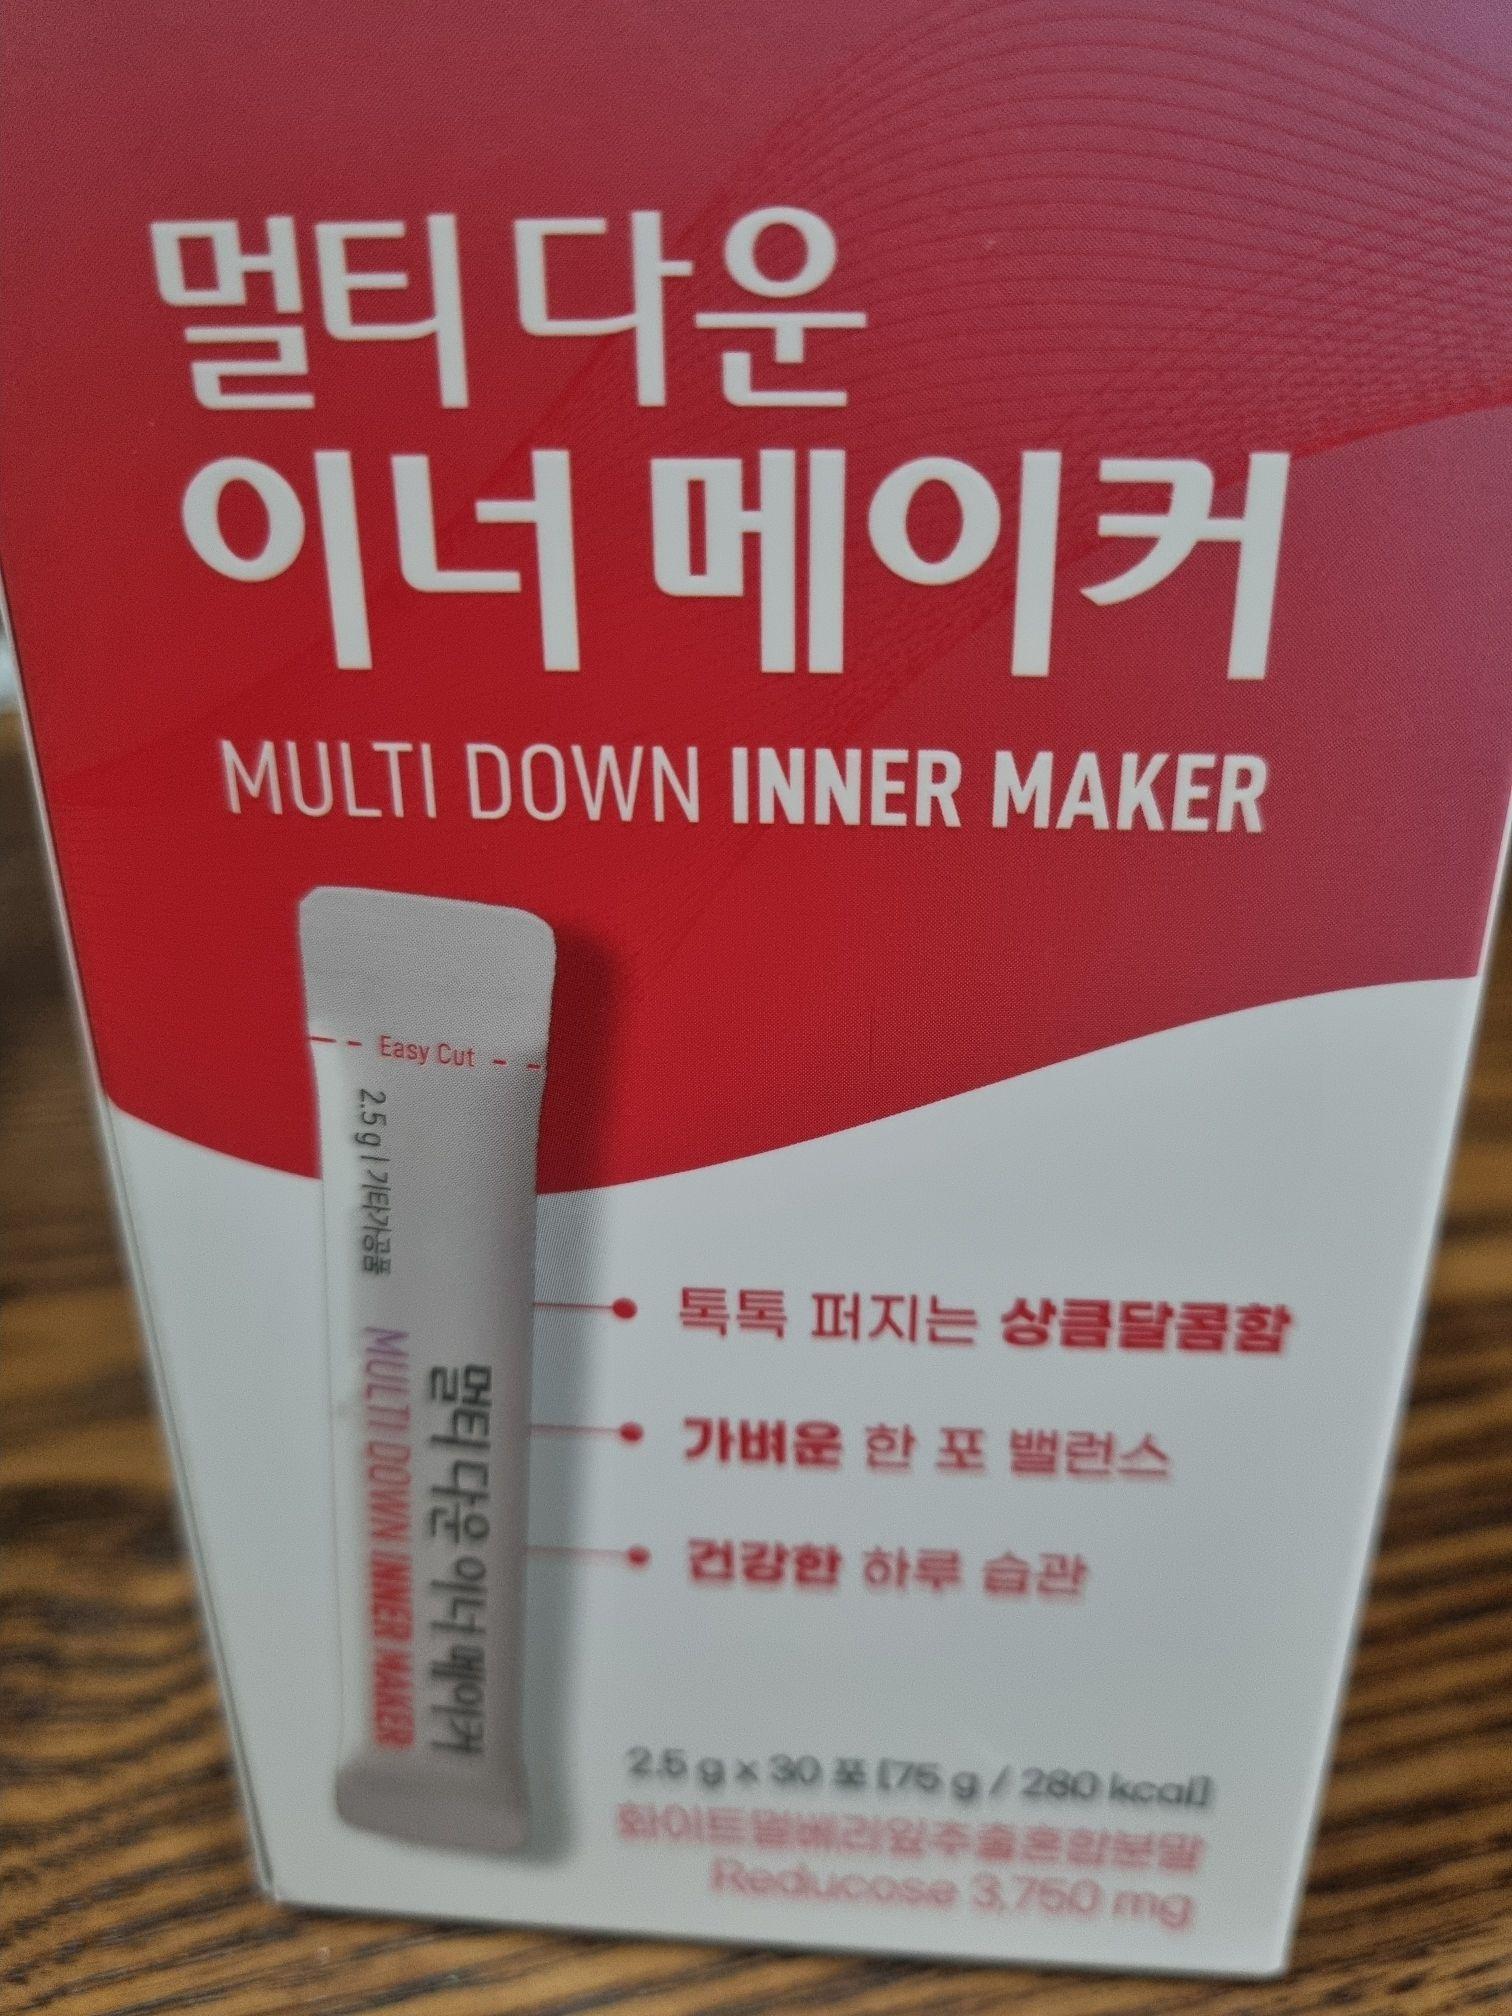 멀티 다운
이너 메이커
MULTI DOWN INNER MAKER
Easy Cut
2.5 g | 기타가공품
MULTI DOWN INNER MAKER
멀티 다운 이너 메이커
톡톡 퍼지는 상큼달콤함
가벼운 한 포 밸런스
건강한 하루 습관
2.5 g x 30 포 [75 g / 280 kcal]
화이트멀베리잎추출혼합분말
Reducose 3,750 mg